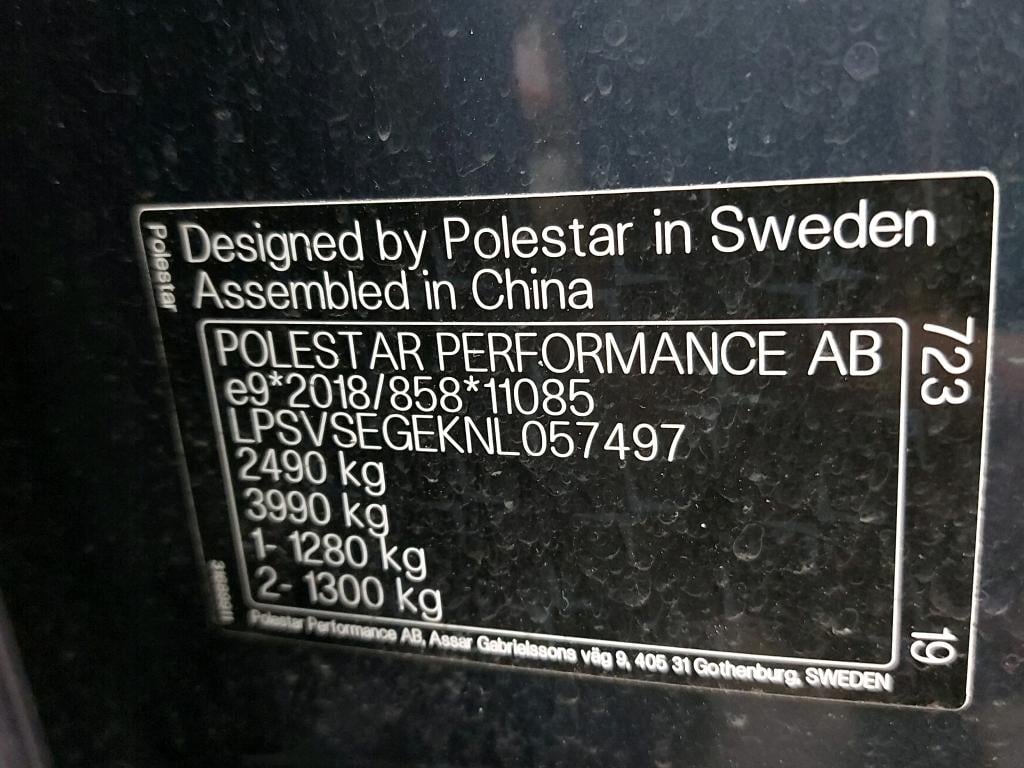 Polestar
Designed by Polestar in Sweden
Assembled in China
POLESTAR PERFORMANCE AB
e9*2018/858*11085
LPSVSEGEKNL057497
2490 kg
3990 kg
1- 1280 kg
2- 1300 kg
723
19
Polestar Performance AB, Assar Gabrielssons väg 9, 405 31 Gothenburg, SWEDEN